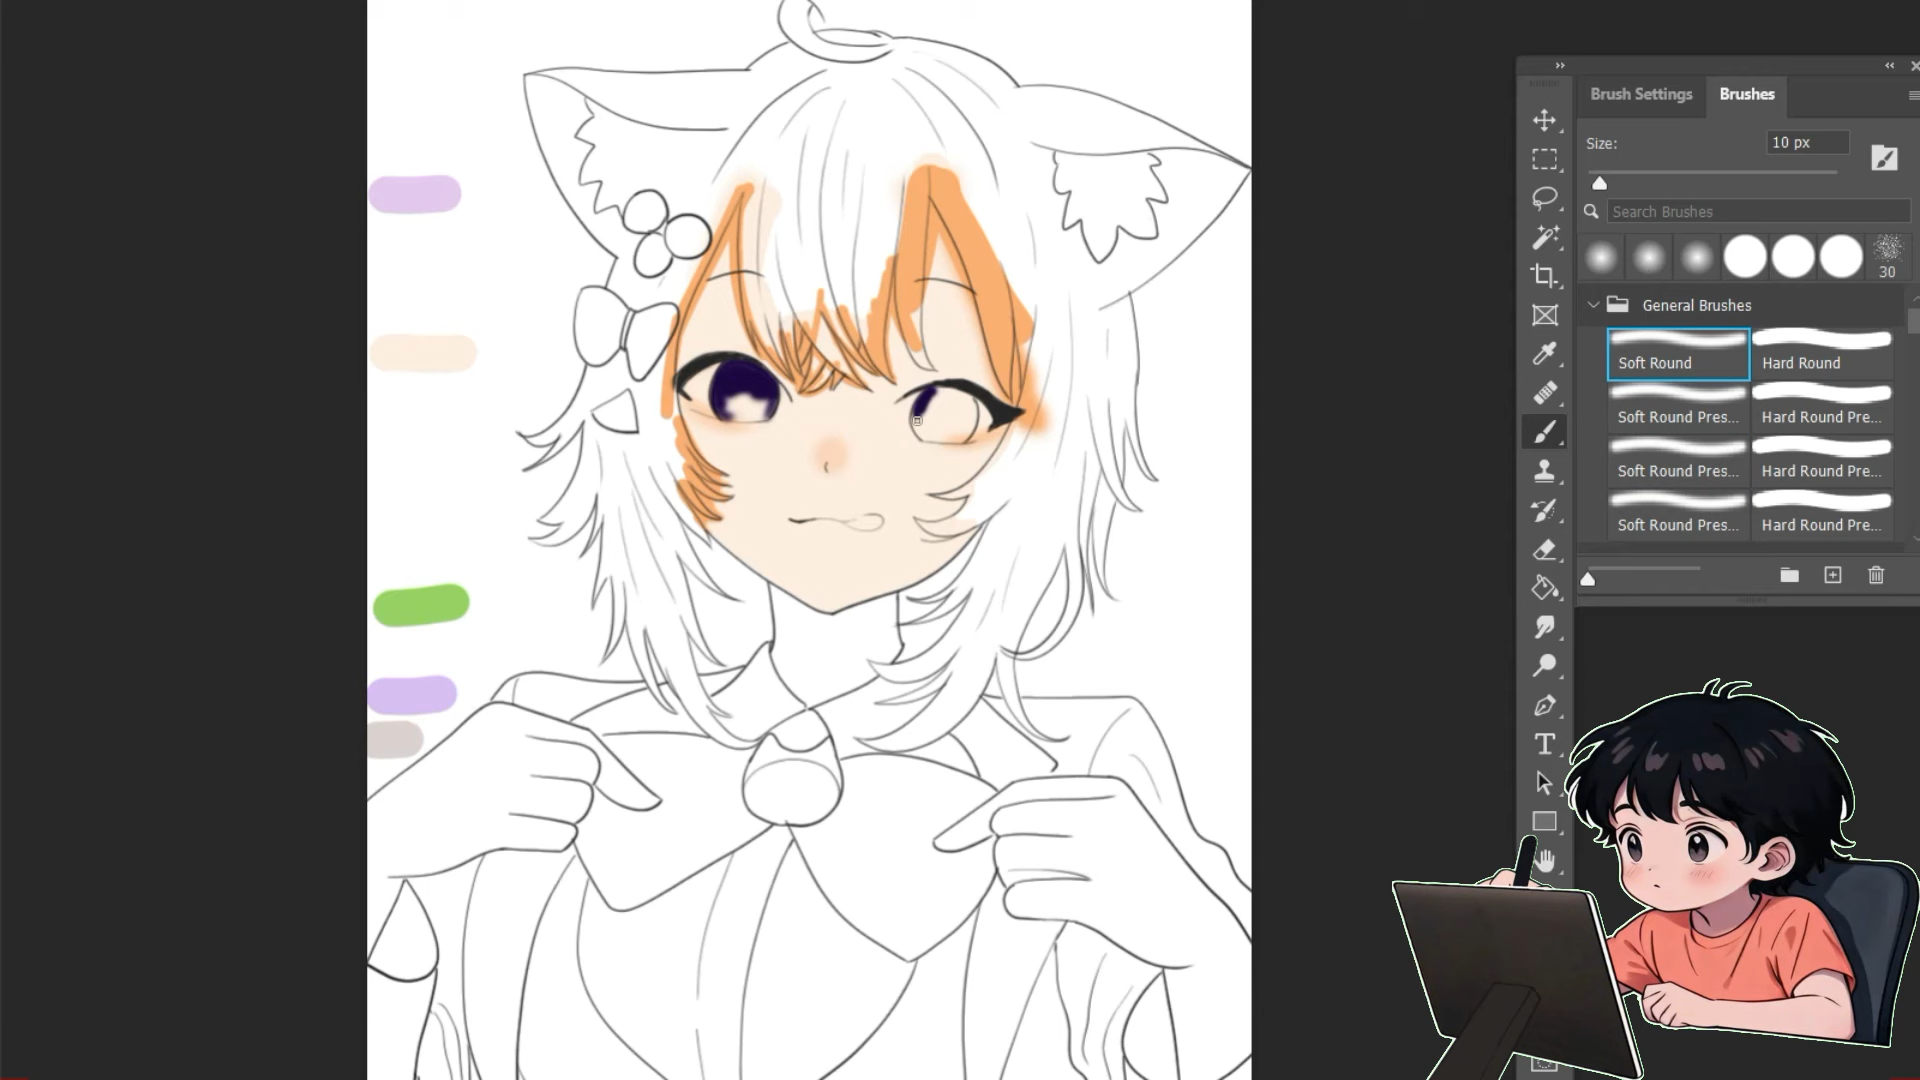 Brush Settings Brushes
Size: 10 px
Search Brushes
30
General Brushes
Soft Round Hard Round
Soft Round Pres... Hard Round Pre...
Soft Round Pres... Hard Round Pre...
Soft Round Pres... Hard Round Pre...